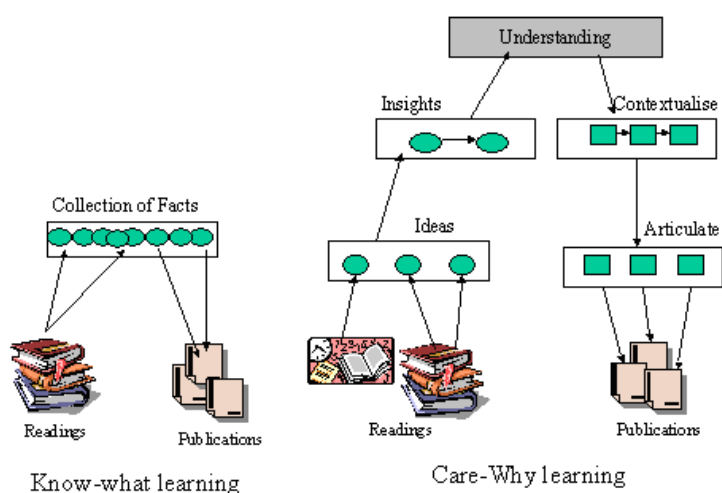 Understanding
Insights
Contextualise
Collection of Facts
Ideas
Articulate
Readings
Publications
Readings
Publications
Know-what learning
Care-Why learning